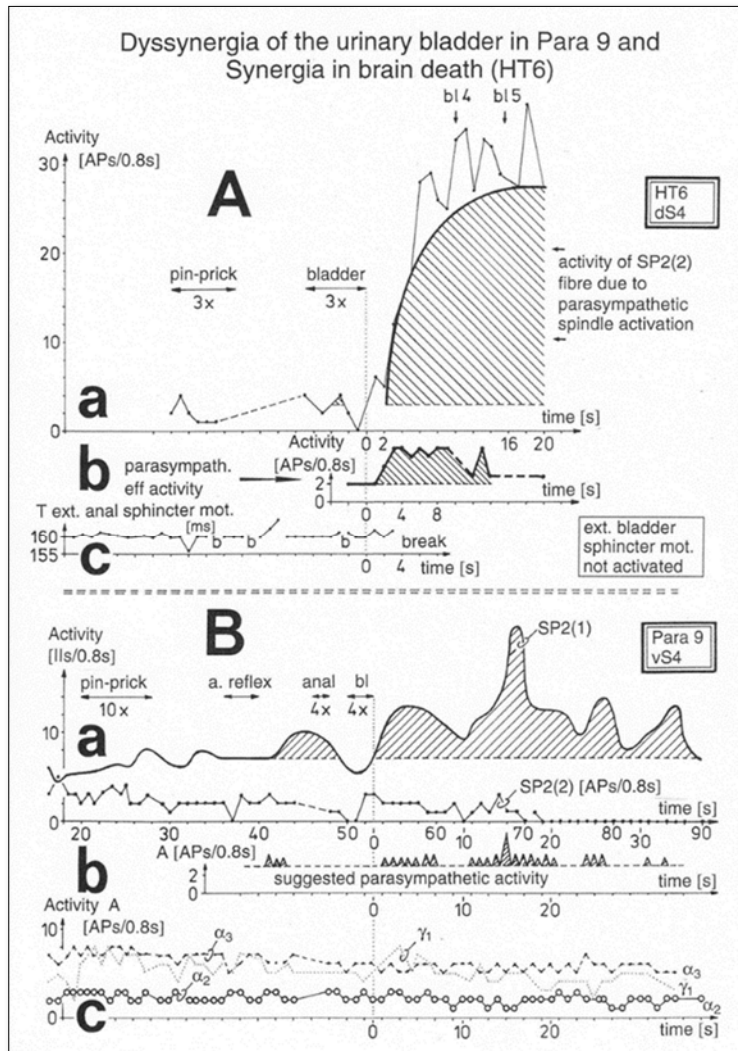 Dyssynergia of the urinary bladder in Para 9 and
Synergia in brain death (HT6)
bl 4 bl 5
Activity
[APs/0.8s]
30
A
HT6
dS4
20
pin-prick
3x
bladder
3x
activity of SP2(2)
fibre due to
parasympathetic
spindle activation
10
a
0
time [s]
0 2 8 16 20
b
parasympath.
eff activity
Activity
[APs/0.8s]
2
0
0 4 8
time [s]
T ext. anal sphincter mot.
[ms]
160
155
b b b
break
c
0 4
time [s]
ext. bladder
sphincter mot.
not activated
B
Activity
[IIs/0.8s]
SP2(1)
Para 9
vS4
pin-prick
10x
a. reflex
anal
4x
bl
4x
10
a
SP2(2) [APs/0.8s]
time [s]
0
20 30 40 50 0 60 10 70 20 80 30 90
A [APs/0.8s]
b
2
0
suggested parasympathetic activity
time [s]
0 10 20
Activity A
[APs/0.8s]
10
α3
γ1
α2
α3
γ1
α2
c
0
0 10 20
time [s]